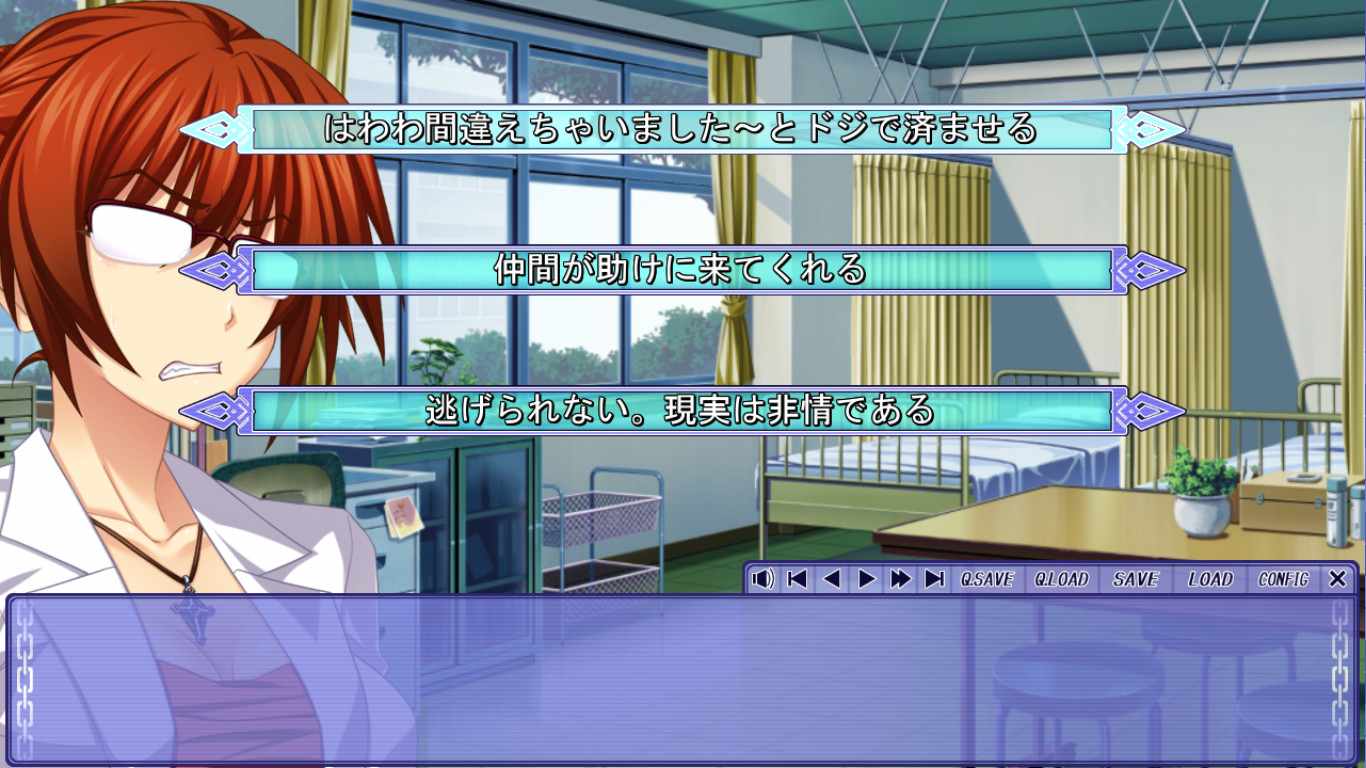 はわわ間違えちゃいました～とドジで済ませる
仲間が助けに来てくれる
逃げられない。現実は非情である
Q.SAVE Q.LOAD SAVE LOAD CONFIG